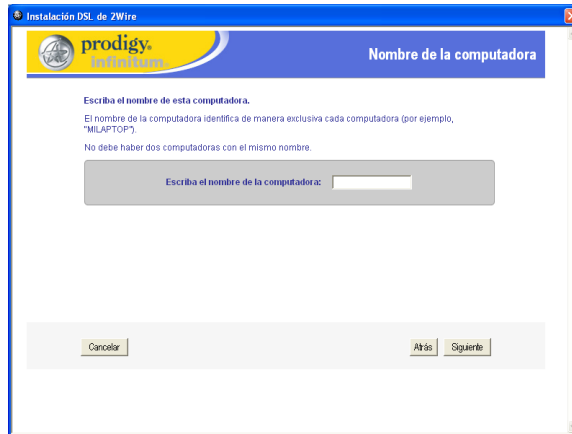 Instalación DSL de 2Wire
prodigy.
infinitum.
Nombre de la computadora
Escriba el nombre de esta computadora.
El nombre de la computadora identifica de manera exclusiva cada computadora (por ejemplo,
"MILAPTOP").
No debe haber dos computadoras con el mismo nombre.
Escriba el nombre de la computadora:
Cancelar
Atrás
Siguiente